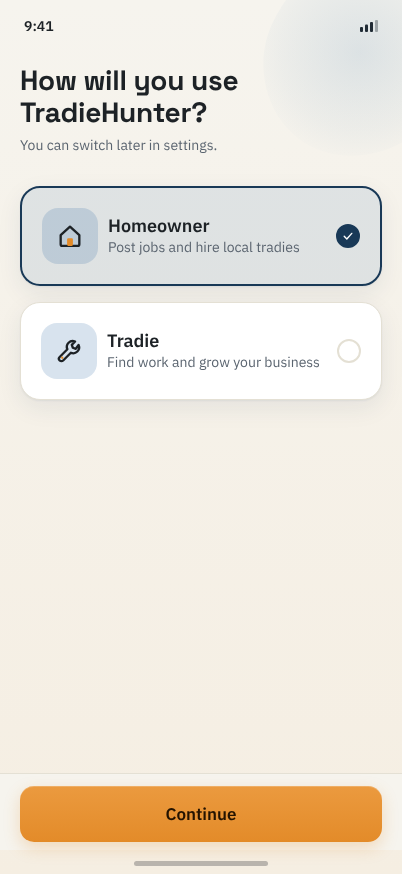 9:41
How will you use
TradieHunter?
You can switch later in settings.
Homeowner
Post jobs and hire local tradies
Tradie
Find work and grow your business
Continue